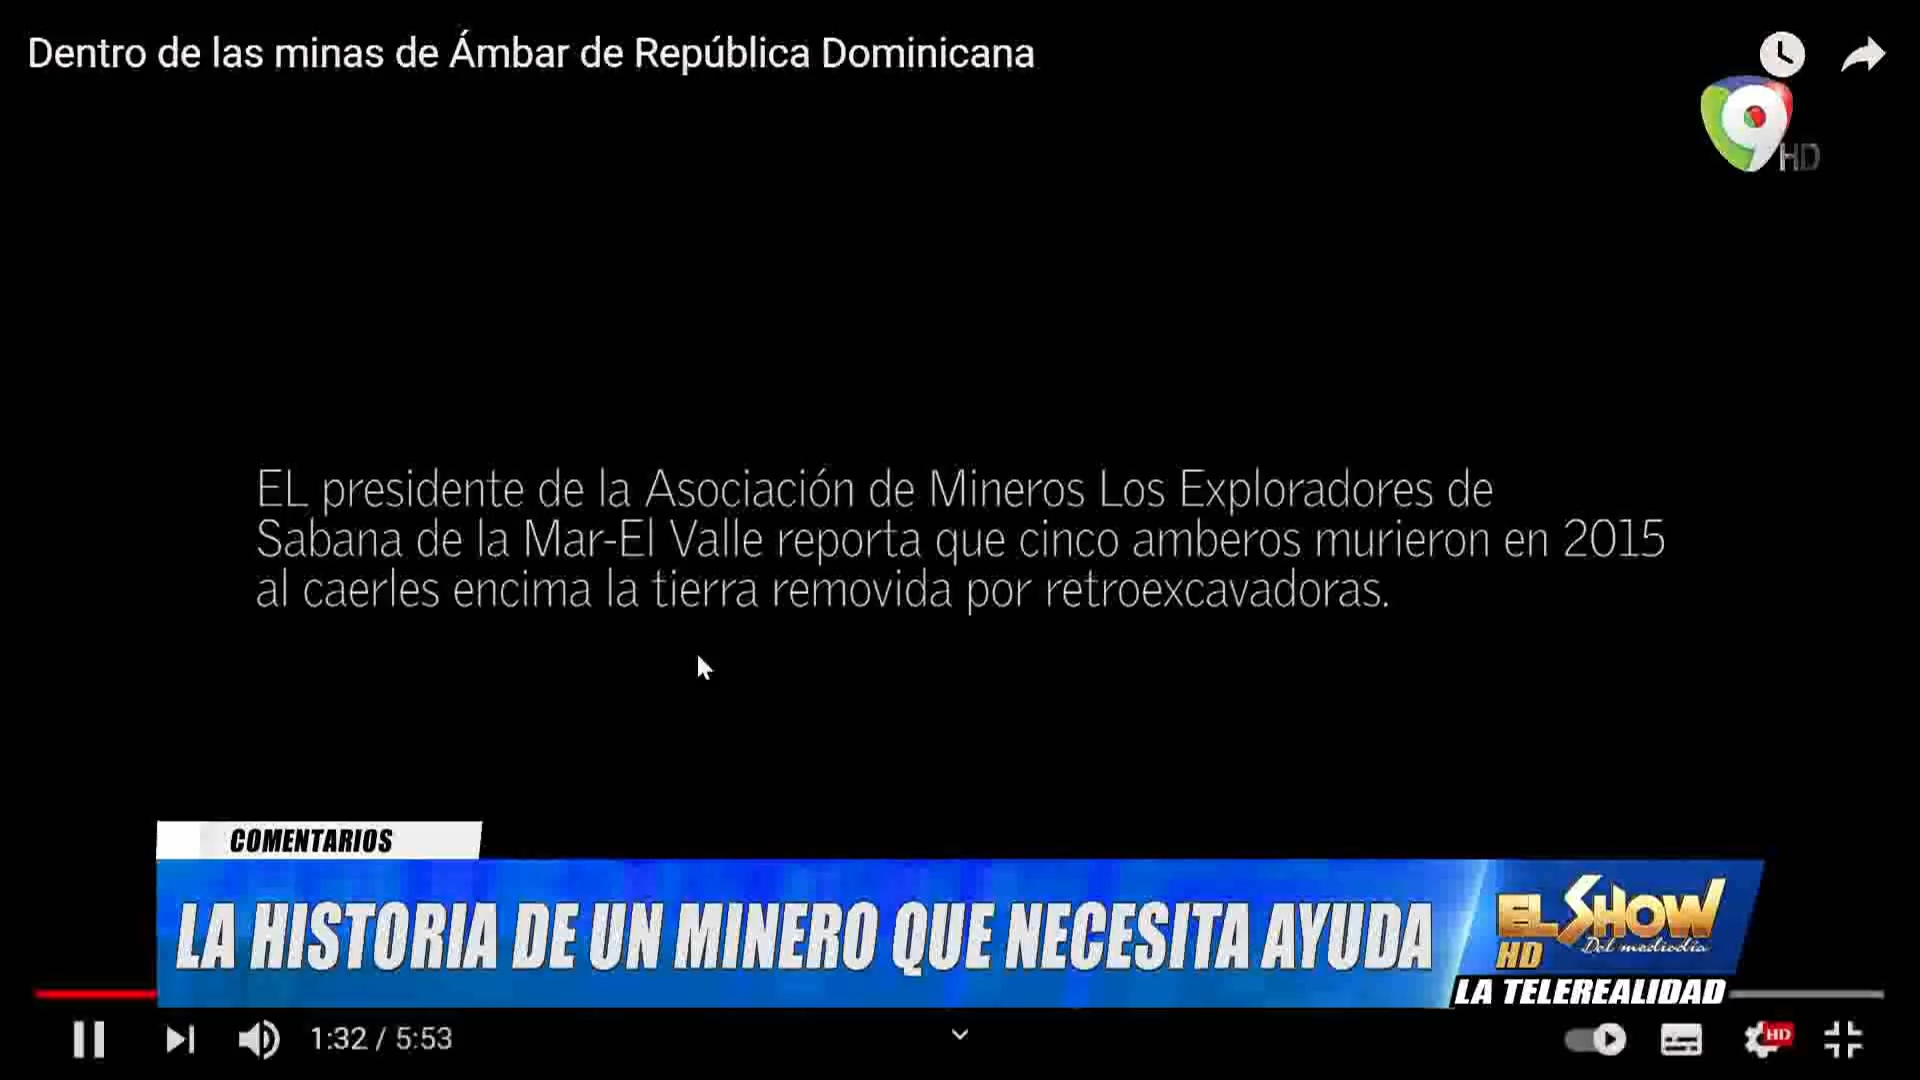 Dentro de las minas de Ámbar de República Dominicana
9
HD
EL presidente de la Asociación de Mineros Los Exploradores de
Sabana de la Mar-El Valle reporta que cinco amberos murieron en 2015
al caerles encima la tierra removida por retroexcavadoras.
COMENTARIOS
LA HISTORIA DE UN MINERO QUE NECESITA AYUDA
EL SHOW
Del mediodía
HD
LA TELEREALIDAD
1:32 / 5:53
HD